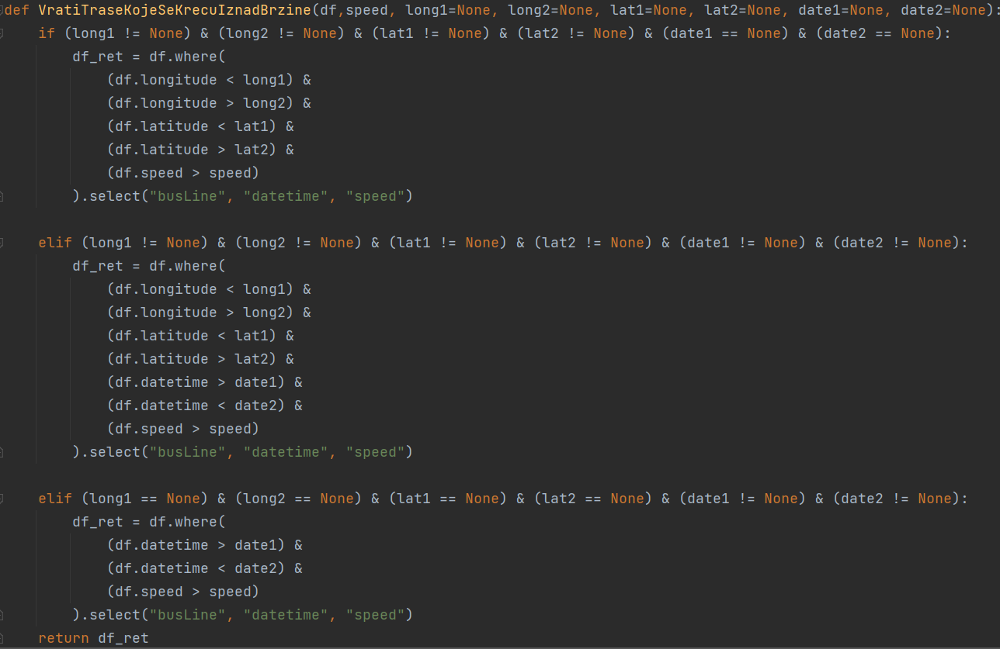 def VratiTraseKojeSeKrecuIznadBrzine(df,speed, long1=None, long2=None, lat1=None, lat2=None, date1=None, date2=None):
    if (long1 != None) & (long2 != None) & (lat1 != None) & (lat2 != None) & (date1 == None) & (date2 == None):
        df_ret = df.where(
            (df.longitude < long1) &
            (df.longitude > long2) &
            (df.latitude < lat1) &
            (df.latitude > lat2) &
            (df.speed > speed)
        ).select("busLine", "datetime", "speed")

    elif (long1 != None) & (long2 != None) & (lat1 != None) & (lat2 != None) & (date1 != None) & (date2 != None):
        df_ret = df.where(
            (df.longitude < long1) &
            (df.longitude > long2) &
            (df.latitude < lat1) &
            (df.latitude > lat2) &
            (df.datetime > date1) &
            (df.datetime < date2) &
            (df.speed > speed)
        ).select("busLine", "datetime", "speed")

    elif (long1 == None) & (long2 == None) & (lat1 == None) & (lat2 == None) & (date1 != None) & (date2 != None):
        df_ret = df.where(
            (df.datetime > date1) &
            (df.datetime < date2) &
            (df.speed > speed)
        ).select("busLine", "datetime", "speed")
    return df_ret